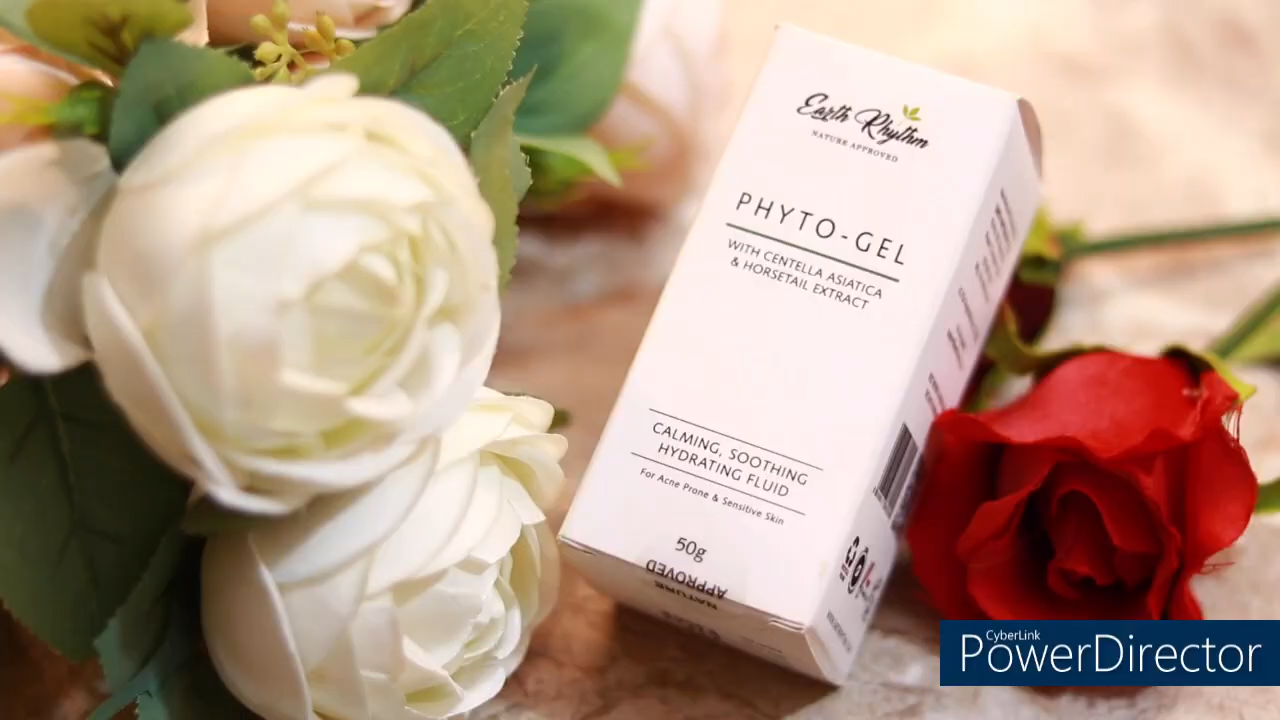 Earth Rhythm
NATURE APPROVED
PHYTO-GEL
WITH CENTELLA ASIATICA
& HORSETAIL EXTRACT
CALMING, SOOTHING
HYDRATING FLUID
For Acne Prone & Sensitive Skin
50g
APPROVED
NATURE
CyberLink
PowerDirector